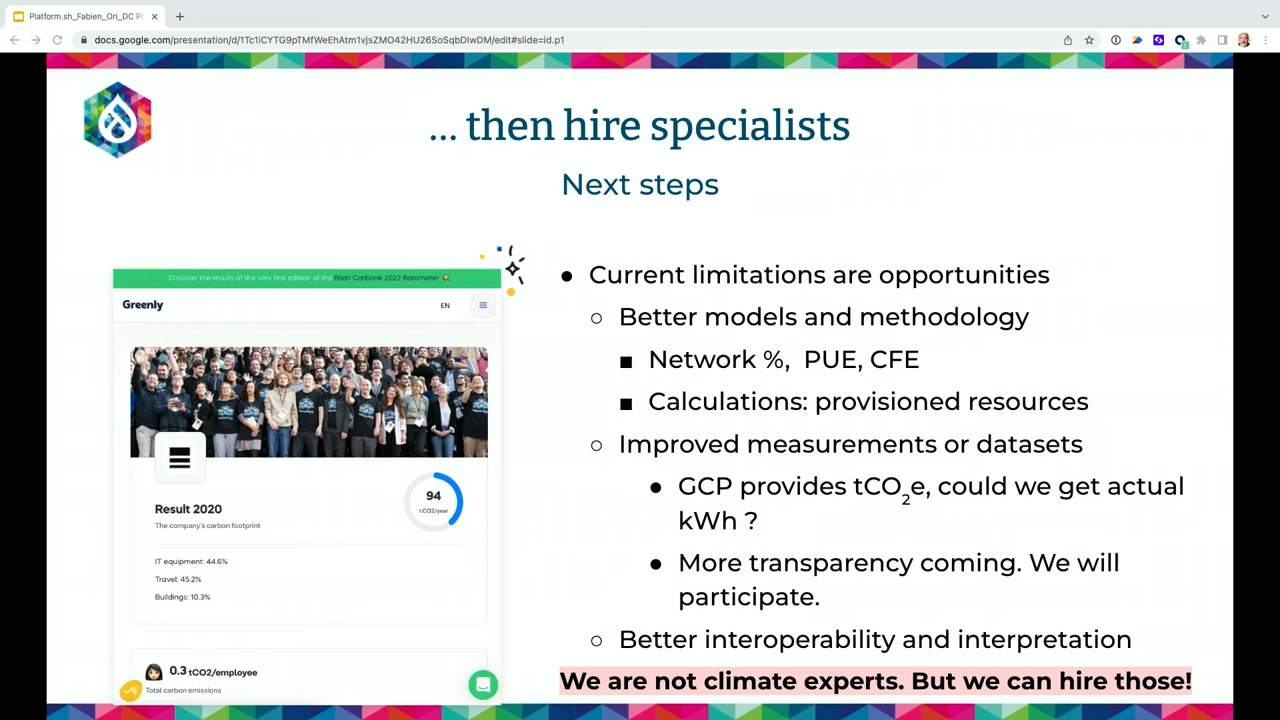 Platform.sh_Fabien_Ori_DC Pr
docs.google.com/presentation/d/1Tc1iCYTG9pTMfWeEhAtm1vjsZMO42HU26SoSqbDIwDM/edit#slide=id.p1
... then hire specialists
Next steps
Discover the results of the very first edition of the Bilan Carbone 2022 Barometer
Greenly
EN
Result 2020
The company's carbon footprint
94
tCO2/year
IT equipment: 44.6%
Travel: 45.2%
Buildings: 10.3%
0.3 tCO2/employee
Total carbon emissions
● Current limitations are opportunities
○ Better models and methodology
■ Network %, PUE, CFE
■ Calculations: provisioned resources
○ Improved measurements or datasets
● GCP provides tCO2e, could we get actual
kWh ?
● More transparency coming. We will
participate.
○ Better interoperability and interpretation
We are not climate experts. But we can hire those!